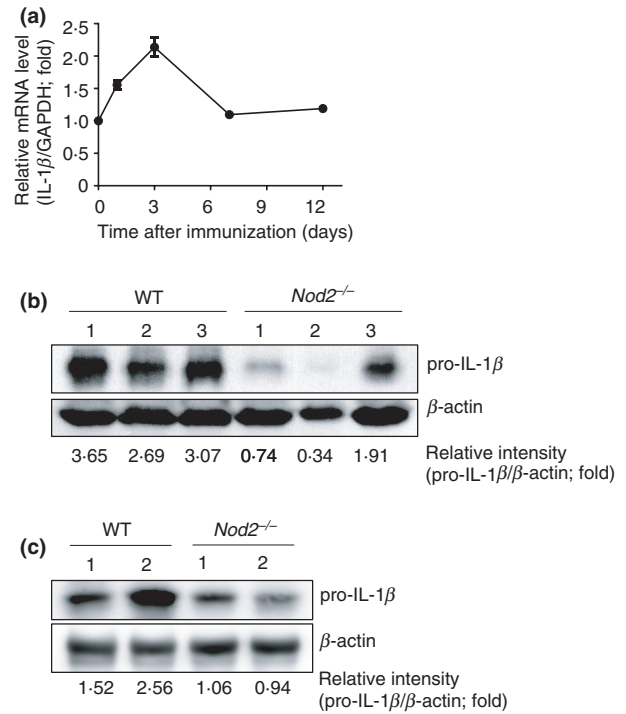 (a)
Relative mRNA level
(IL-1β/GAPDH; fold)
2·5
2·0
1·5
1·0
0·5
0
0 3 6 9 12
Time after immunization (days)
(b)
WT Nod2–/–
1 2 3 1 2 3
pro-IL-1β
β-actin
3·65 2·69 3·07 0·74 0·34 1·91 Relative intensity
(pro-IL-1β/β-actin; fold)
(c)
WT Nod2–/–
1 2 1 2
pro-IL-1β
β-actin
1·52 2·56 1·06 0·94 Relative intensity
(pro-IL-1β/β-actin; fold)